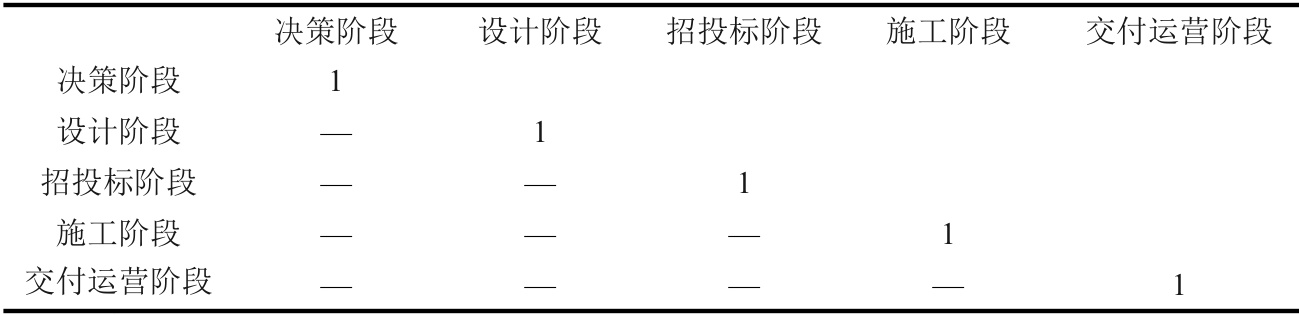 决策阶段 设计阶段 招投标阶段 施工阶段 交付运营阶段
决策阶段 1
设计阶段 — 1
招投标阶段 — — 1
施工阶段 — — — 1
交付运营阶段 — — — — 1